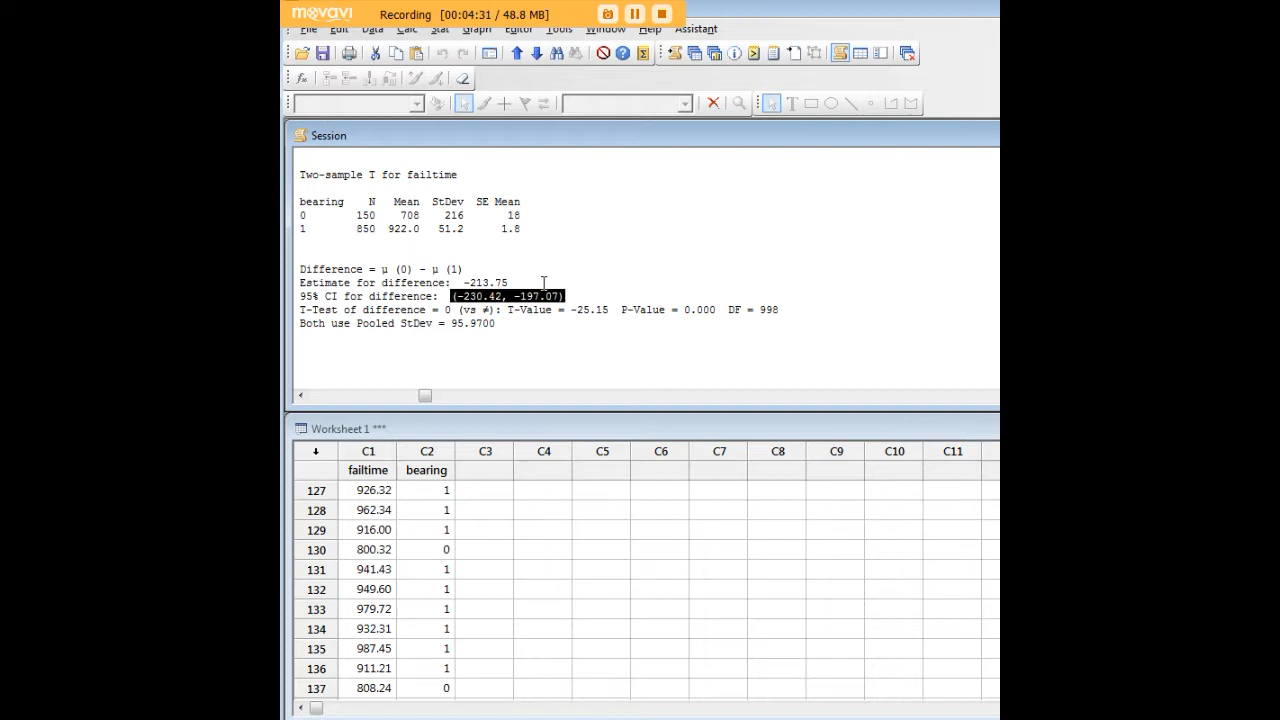 movavi Recording [00:04:31 / 48.8 MB]
File Edit Data Calc Stat Graph Editor Tools Window Help Assistant
Session
Two-sample T for failtime
bearing N Mean StDev SE Mean
0 150 708 216 18
1 850 922.0 51.2 1.8
Difference = μ (0) - μ (1)
Estimate for difference: -213.75
95% CI for difference: (-230.42, -197.07)
T-Test of difference = 0 (vs ≠): T-Value = -25.15 P-Value = 0.000 DF = 998
Both use Pooled StDev = 95.9700
Worksheet 1 ***
C1 C2 C3 C4 C5 C6 C7 C8 C9 C10 C11
failtime bearing
127 926.32 1
128 962.34 1
129 916.00 1
130 800.32 0
131 941.43 1
132 949.60 1
133 979.72 1
134 932.31 1
135 987.45 1
136 911.21 1
137 808.24 0